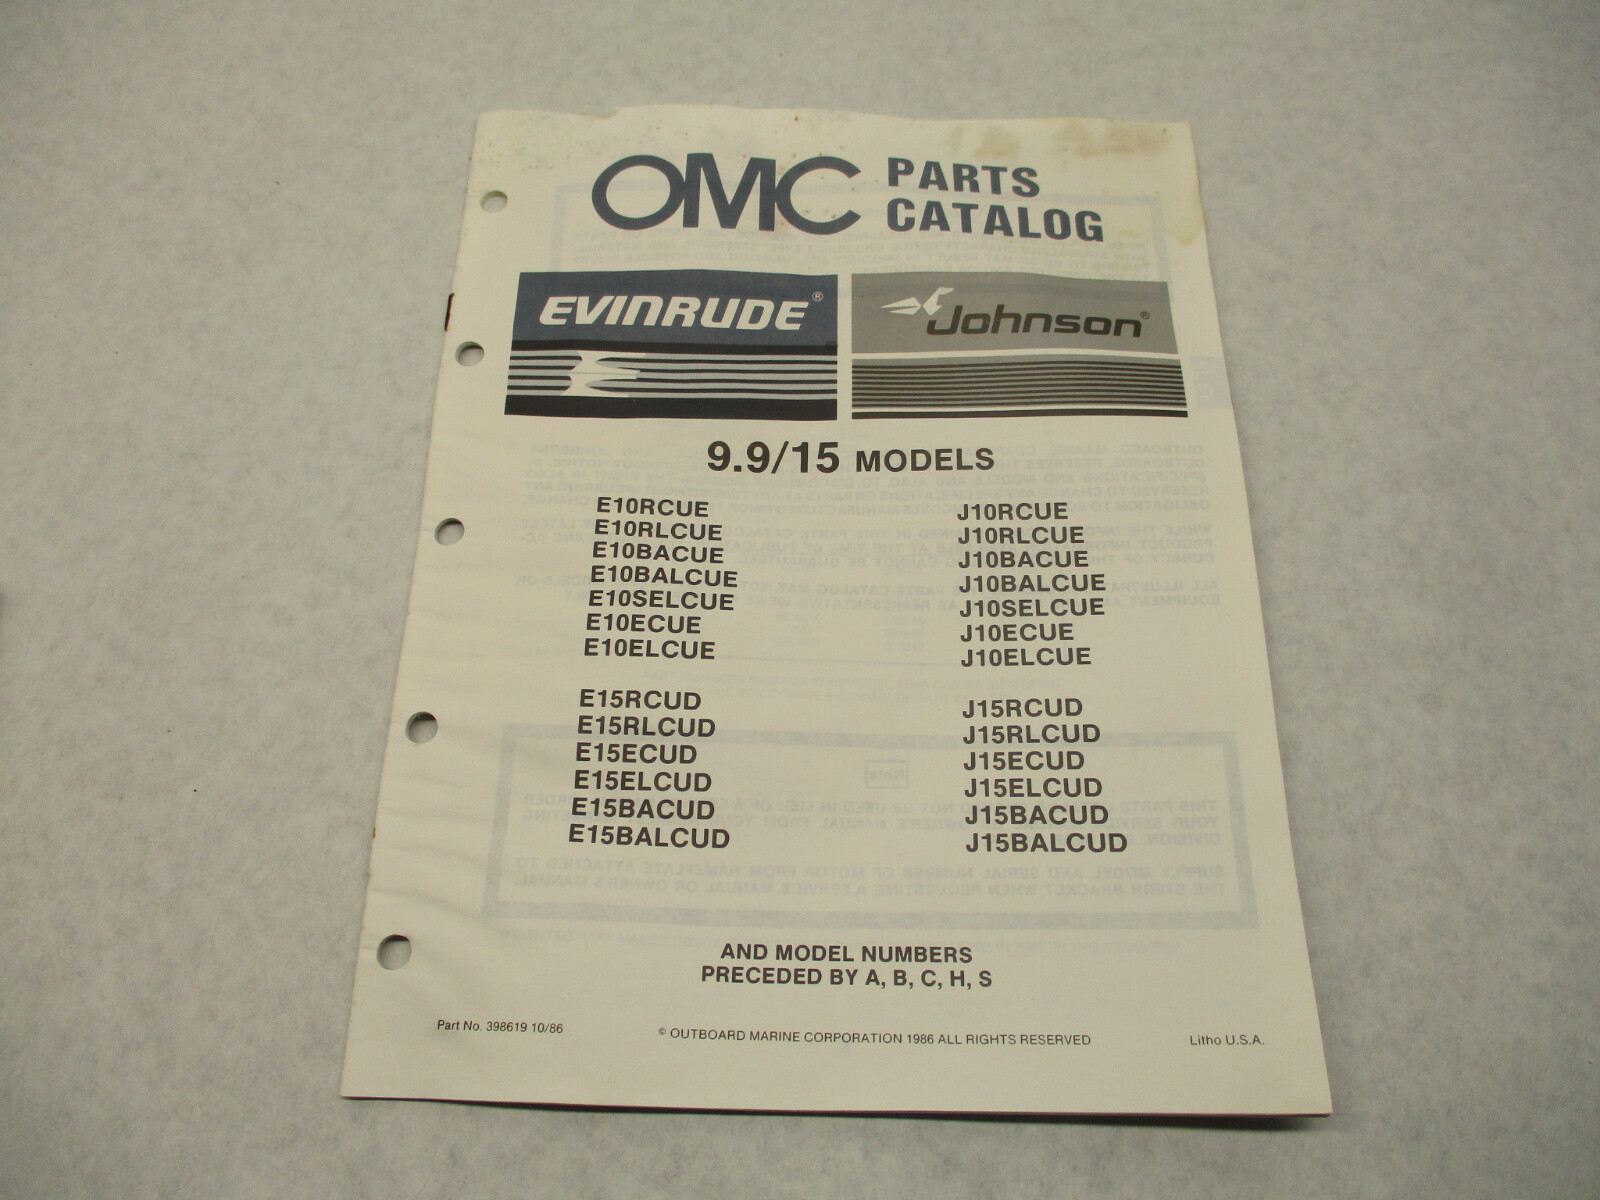 OMC PARTS
CATALOG
EVINRUDE®
Johnson®
9.9/15 MODELS
E10RCUE
E10RLCUE
E10BACUE
E10BALCUE
E10SELCUE
E10ECUE
E10ELCUE
J10RCUE
J10RLCUE
J10BACUE
J10BALCUE
J10SELCUE
J10ECUE
J10ELCUE
E15RCUD
E15RLCUD
E15ECUD
E15ELCUD
E15BACUD
E15BALCUD
J15RCUD
J15RLCUD
J15ECUD
J15ELCUD
J15BACUD
J15BALCUD
AND MODEL NUMBERS
PRECEDED BY A, B, C, H, S
Part No. 398619 10/86
© OUTBOARD MARINE CORPORATION 1986 ALL RIGHTS RESERVED
Litho U.S.A.